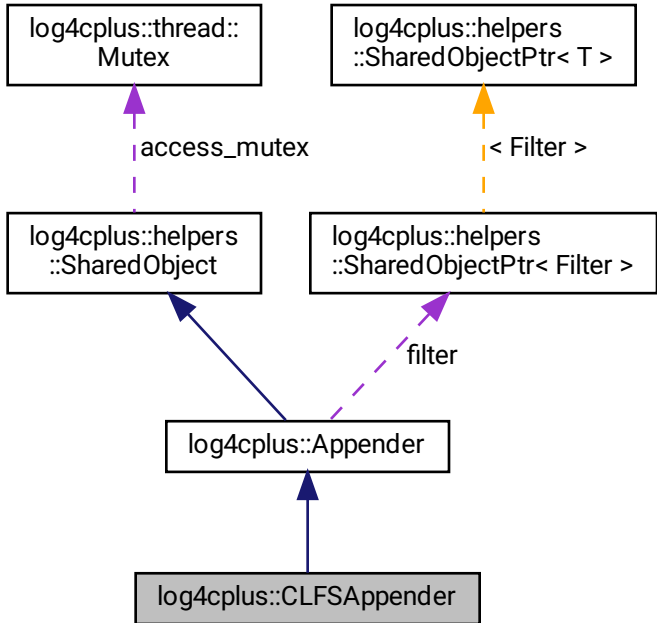 log4cplus::thread::
Mutex
log4cplus::helpers
::SharedObjectPtr< T >
access_mutex
< Filter >
log4cplus::helpers
::SharedObject
log4cplus::helpers
::SharedObjectPtr< Filter >
filter
log4cplus::Appender
log4cplus::CLFSAppender